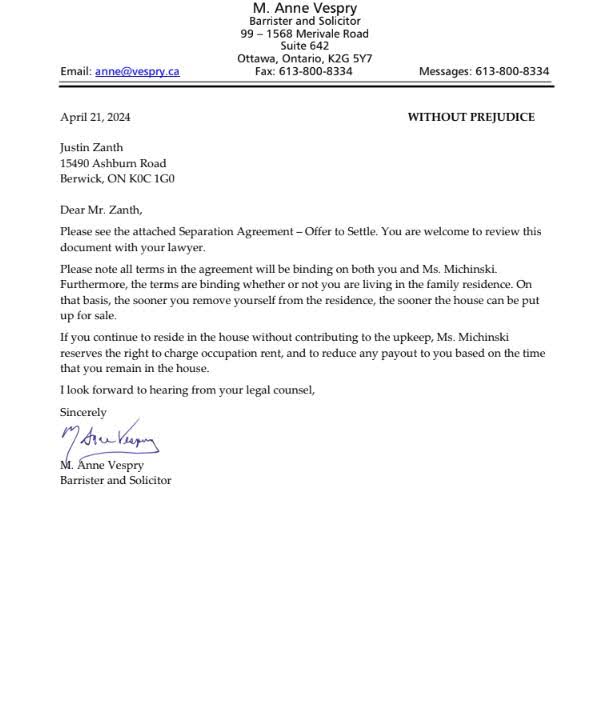 M. Anne Vespry
Barrister and Solicitor
99 – 1568 Merivale Road
Suite 642
Ottawa, Ontario, K2G 5Y7
Email: anne@vespry.ca Fax: 613-800-8334 Messages: 613-800-8334
April 21, 2024 WITHOUT PREJUDICE
Justin Zanth
15490 Ashburn Road
Berwick, ON K0C 1G0
Dear Mr. Zanth,
Please see the attached Separation Agreement – Offer to Settle. You are welcome to review this
document with your lawyer.
Please note all terms in the agreement will be binding on both you and Ms. Michinski.
Furthermore, the terms are binding whether or not you are living in the family residence. On
that basis, the sooner you remove yourself from the residence, the sooner the house can be put
up for sale.
If you continue to reside in the house without contributing to the upkeep, Ms. Michinski
reserves the right to charge occupation rent, and to reduce any payout to you based on the time
that you remain in the house.
I look forward to hearing from your legal counsel,
Sincerely
M Anne Vespry
M. Anne Vespry
Barrister and Solicitor